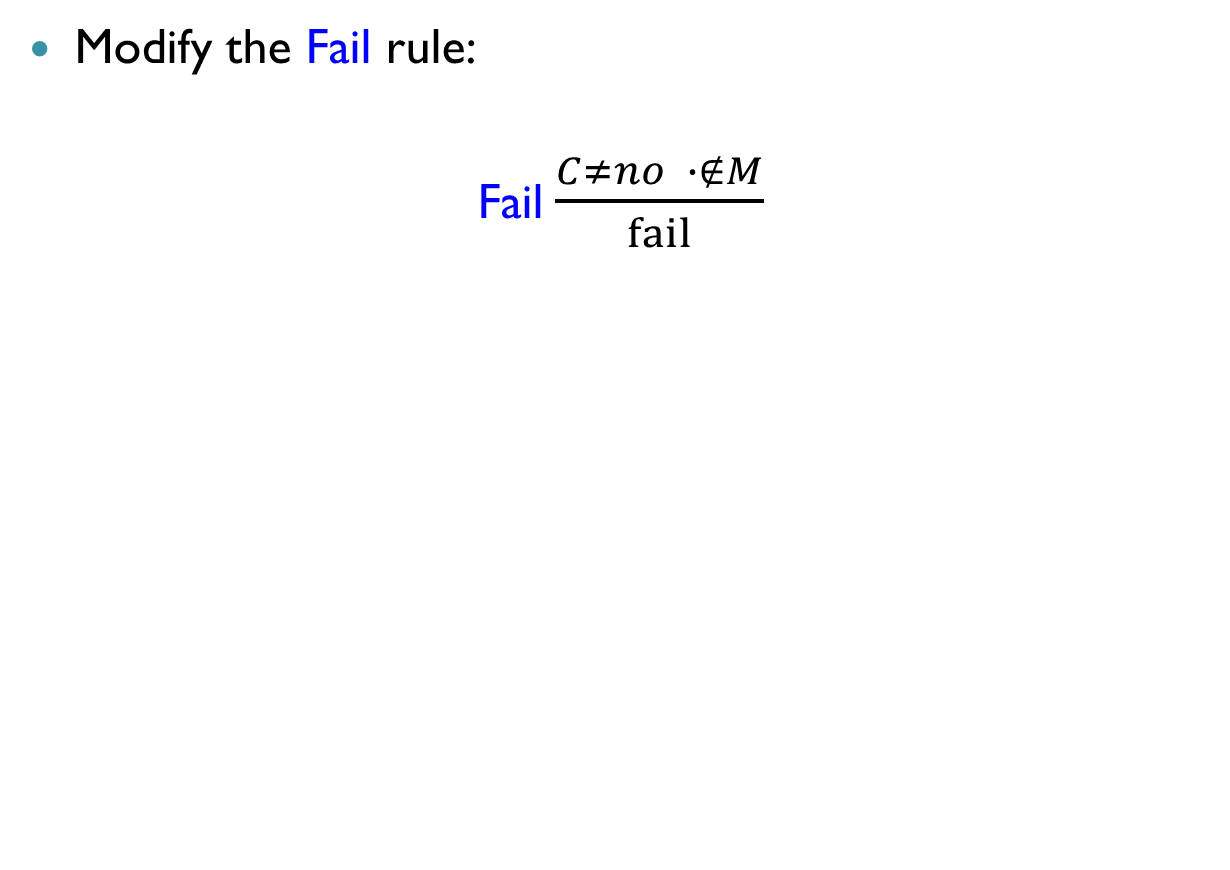 • Modify the Fail rule:
Fail
C≠no ·∉M
fail